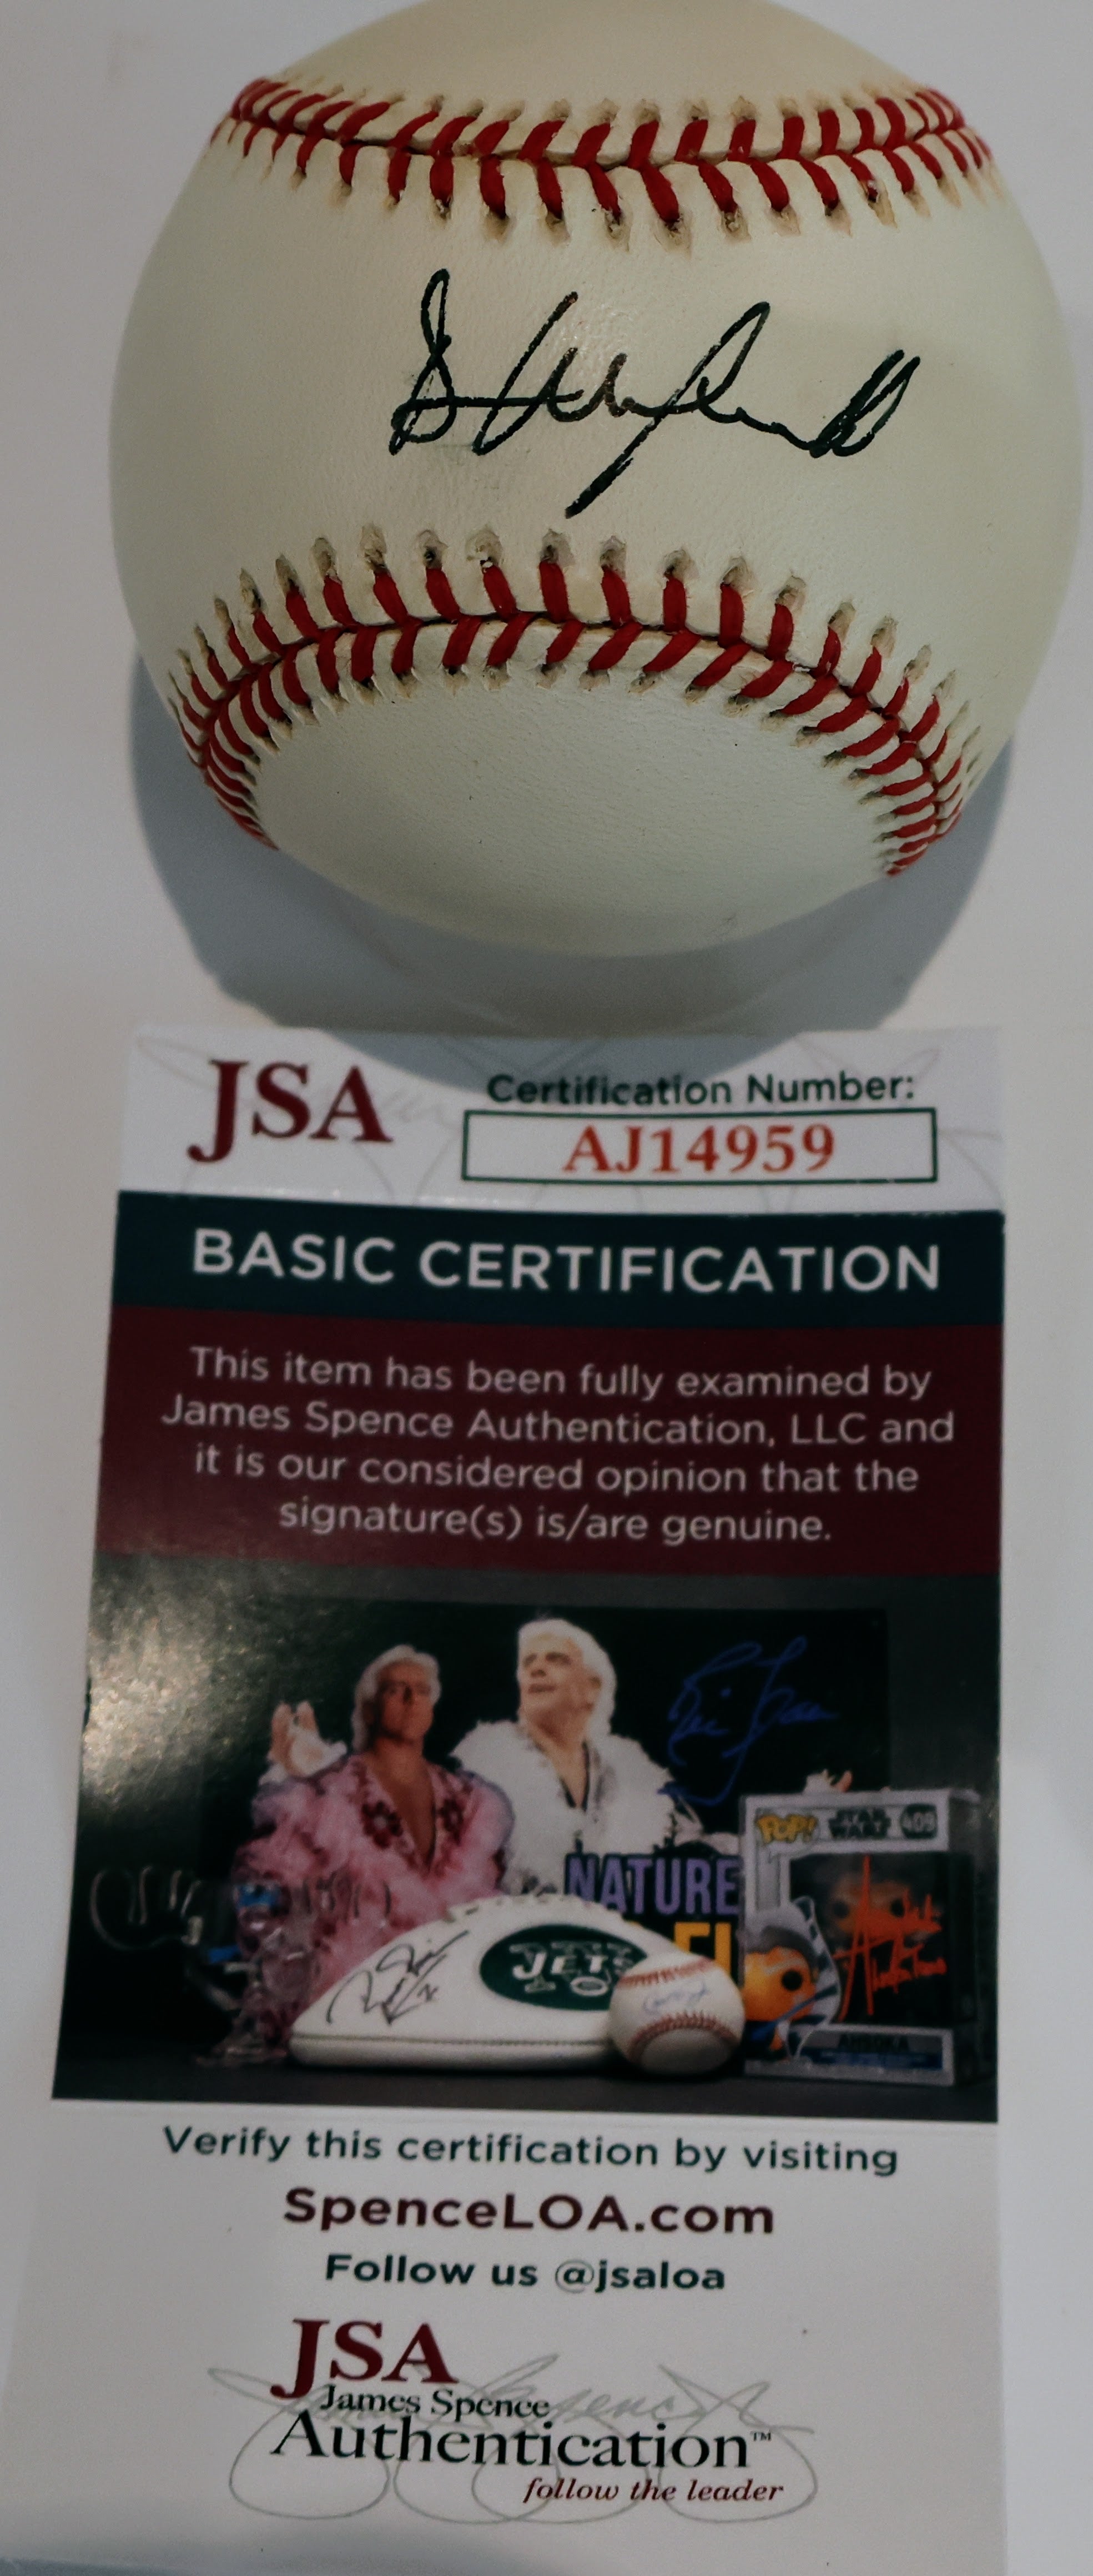 JSA
Certification Number:
AJ14959
BASIC CERTIFICATION
This item has been fully examined by
James Spence Authentication, LLC and
it is our considered opinion that the
signature(s) is/are genuine.
POP!
STAR
WARS
409
NATURE
JETS
AHSOKA
Verify this certification by visiting
SpenceLOA.com
Follow us @jsaloa
JSA
James Spence
Authentication™
follow the leader